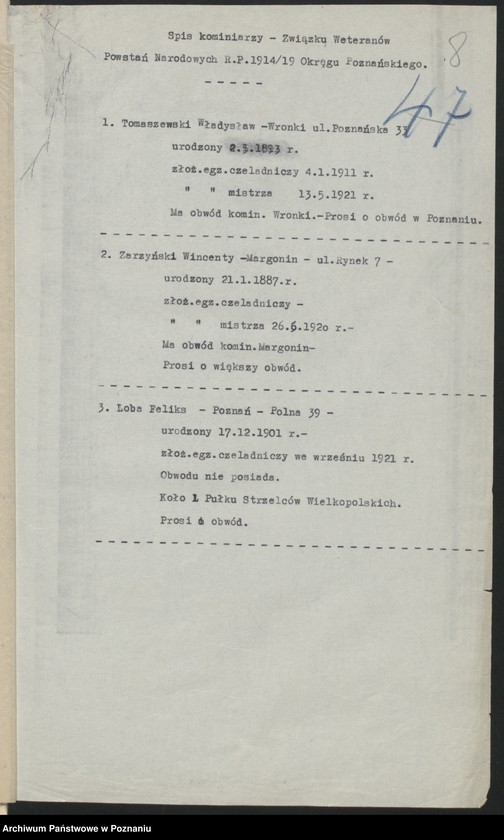 Spis kominiarzy - Związku Weteranów
Powstań Narodowych R.P.1914/19 Okręgu Poznańskiego.
8
47
1. Tomaszewski Władysław -Wronki ul.Poznańska 33
urodzony 2.3.1893 r.
złoż.egz.czeladniczy 4.1.1911 r.
" " mistrza 13.5.1921 r.
Ma obwód komin. Wronki.-Prosi o obwód w Poznaniu.
2. Zarzyński Wincenty -Margonin - ul.Rynek 7 -
urodzony 21.1.1887.r.
złoż.egz.czeladniczy -
" " mistrza 26.6.1920 r.-
Ma obwód komin.Margonin-
Prosi o większy obwód.
3. Loba Feliks - Poznań - Polna 39 -
urodzony 17.12.1901 r.-
złoż.egz.czeladniczy we wrześniu 1921 r.
Obwodu nie posiada.
Koło 1 Pułku Strzelców Wielkopolskich.
Prosi o obwód.
Archiwum Państwowe w Poznaniu